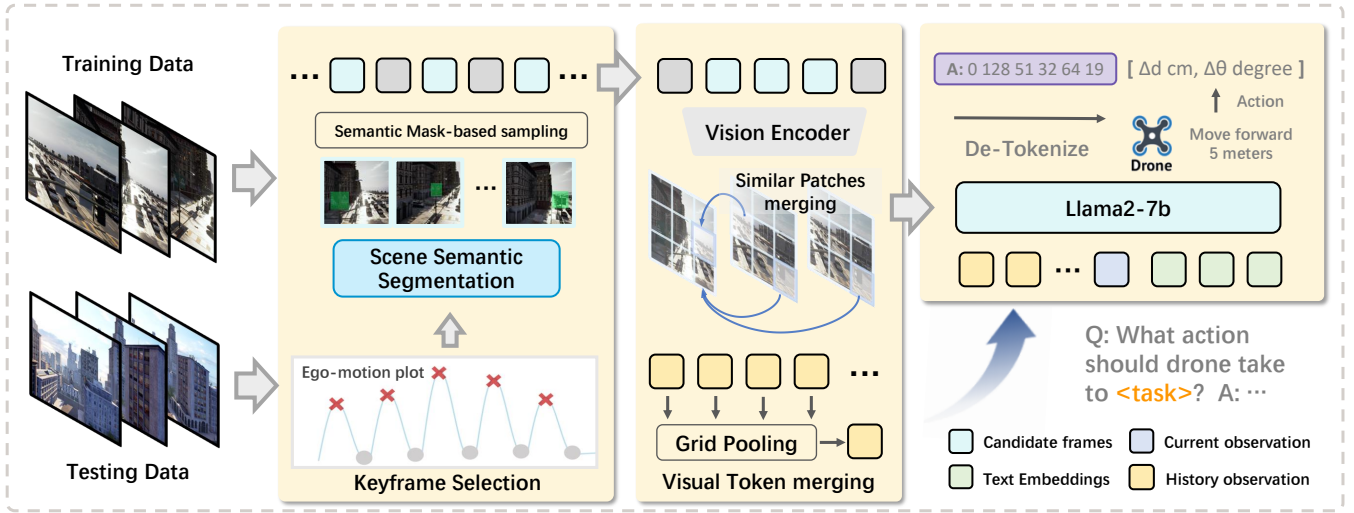 Training Data
Testing Data
...
Semantic Mask-based sampling
...
Scene Semantic
Segmentation
Ego-motion plot
Keyframe Selection
...
Vision Encoder
Similar Patches
merging
...
Grid Pooling
Visual Token merging
A: 0 128 51 32 64 19
[ Δd cm, Δθ degree ]
Action
De-Tokenize
Drone
Move forward
5 meters
Llama2-7b
...
Q: What action
should drone take
to <task>? A: ...
Candidate frames
Current observation
Text Embeddings
History observation